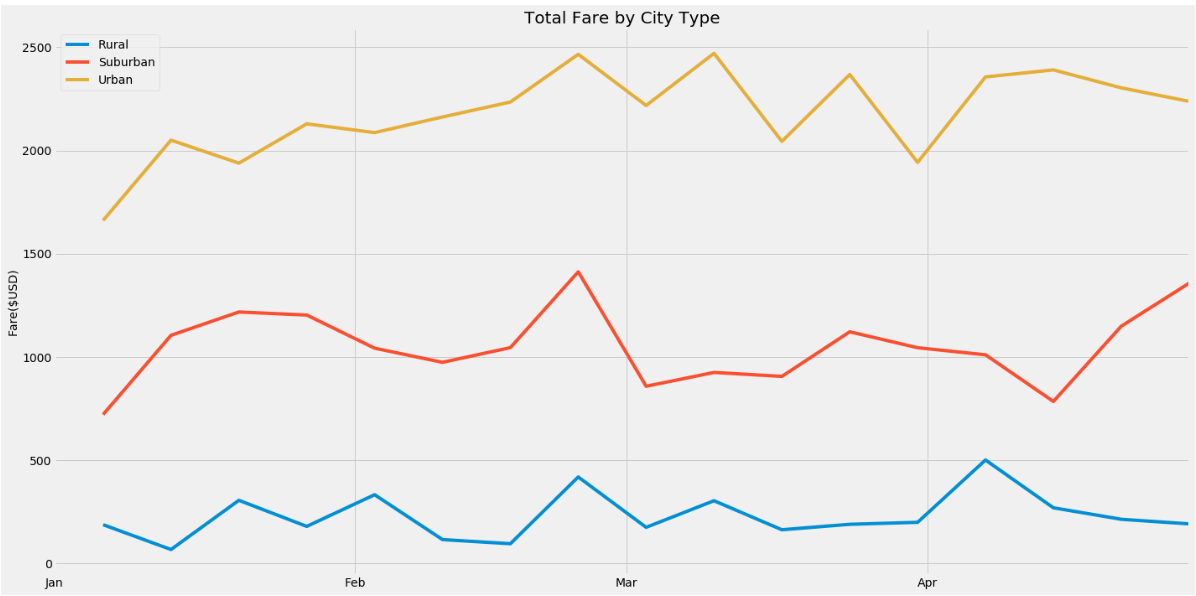 Total Fare by City Type
Rural
Suburban
Urban
2500
2000
1500
1000
500
0
Fare($USD)
Jan
Feb
Mar
Apr